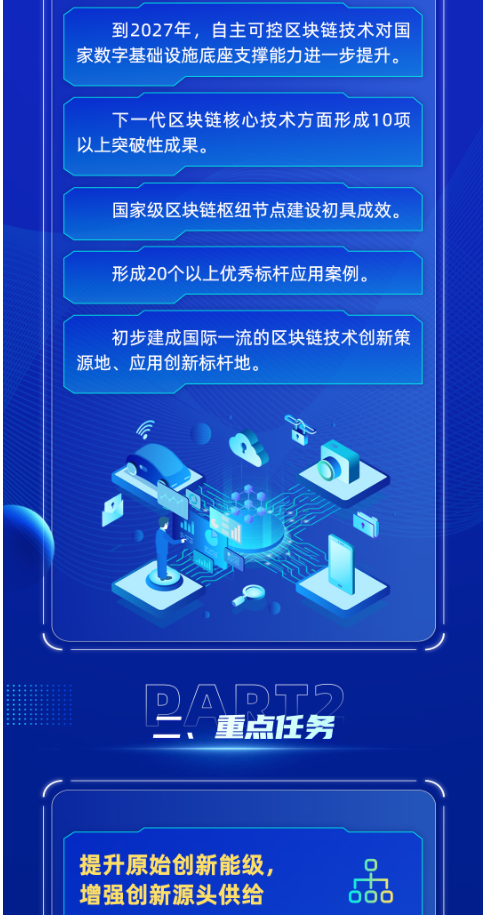 到2027年，自主可控区块链技术对国
家数字基础设施底座支撑能力进一步提升。
下一代区块链核心技术方面形成10项
以上突破性成果。
国家级区块链枢纽节点建设初具成效。
形成20个以上优秀标杆应用案例。
初步建成国际一流的区块链技术创新策
源地、应用创新标杆地。
PART2
二、重点任务
提升原始创新能级，
增强创新源头供给